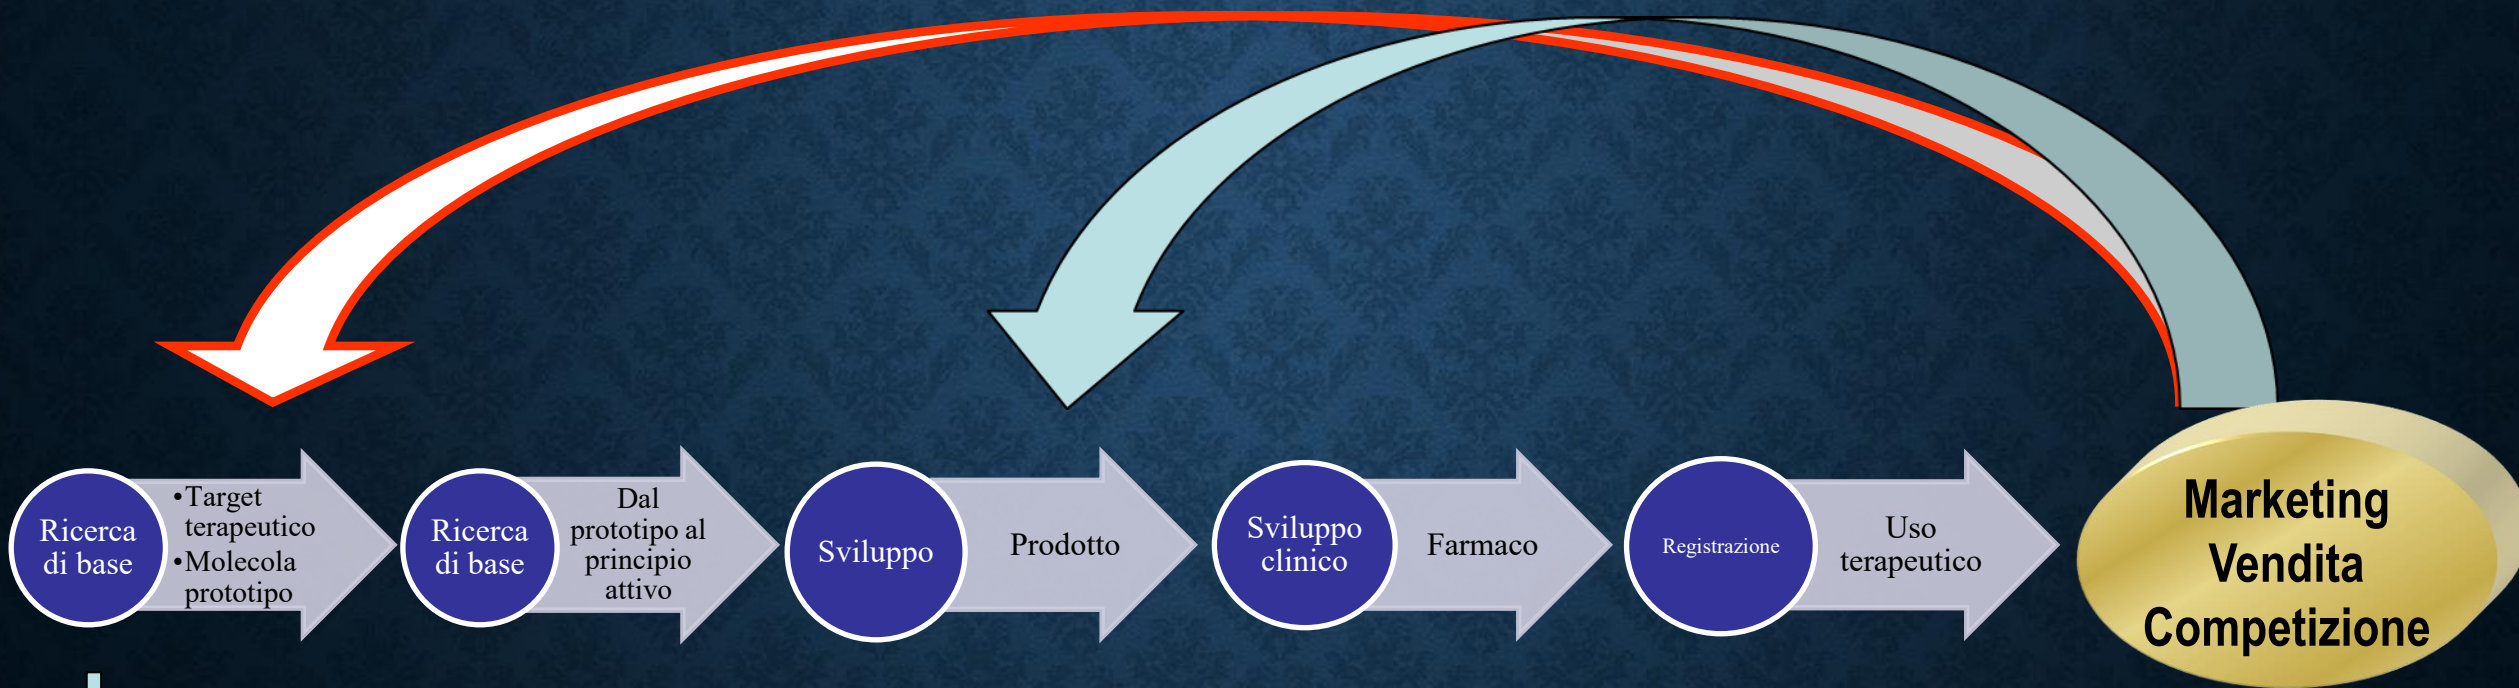 Ricerca
di base
•Target
terapeutico
•Molecola
prototipo
Ricerca
di base
Dal
prototipo al
principio
attivo
Sviluppo
Prodotto
Sviluppo
clinico
Farmaco
Registrazione
Uso
terapeutico
Marketing
Vendita
Competizione